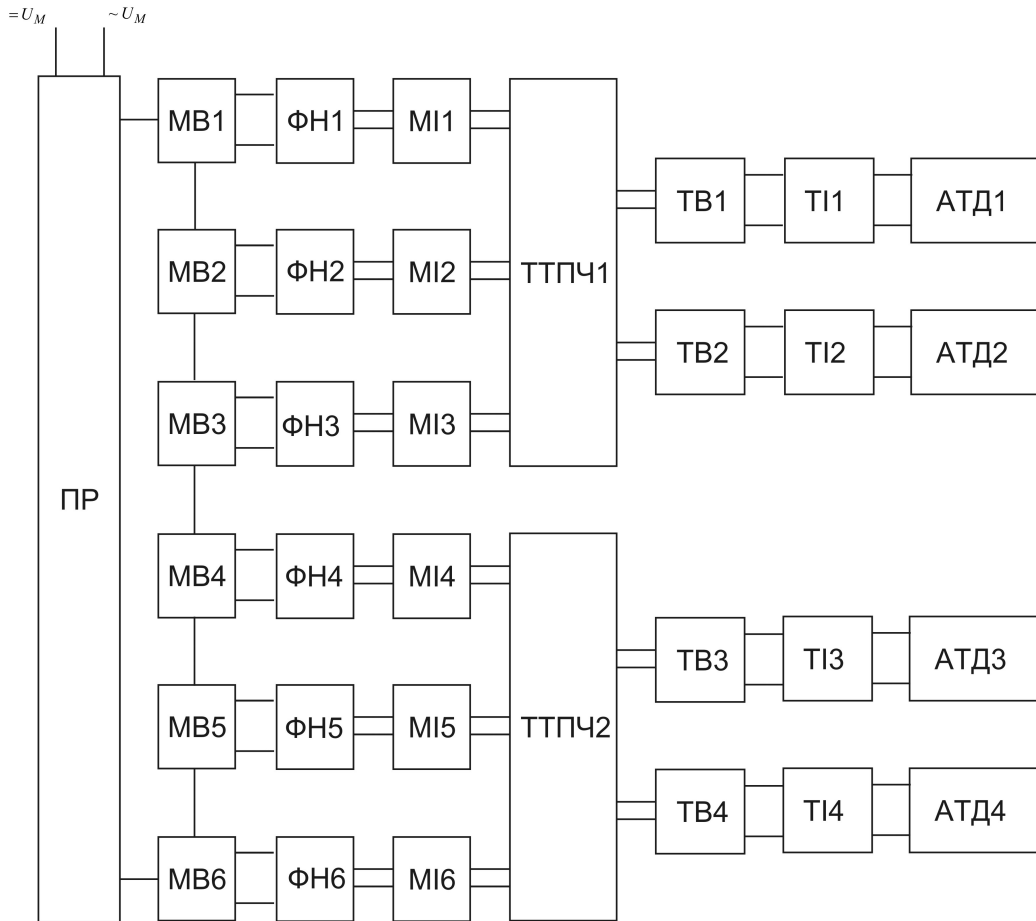 = U_M ~ U_M
ПР
МВ1 ФН1 МІ1
МВ2 ФН2 МІ2
МВ3 ФН3 МІ3
ТТПЧ1
ТВ1 ТІ1 АТД1
ТВ2 ТІ2 АТД2
МВ4 ФН4 МІ4
МВ5 ФН5 МІ5
МВ6 ФН6 МІ6
ТТПЧ2
ТВ3 ТІ3 АТД3
ТВ4 ТІ4 АТД4